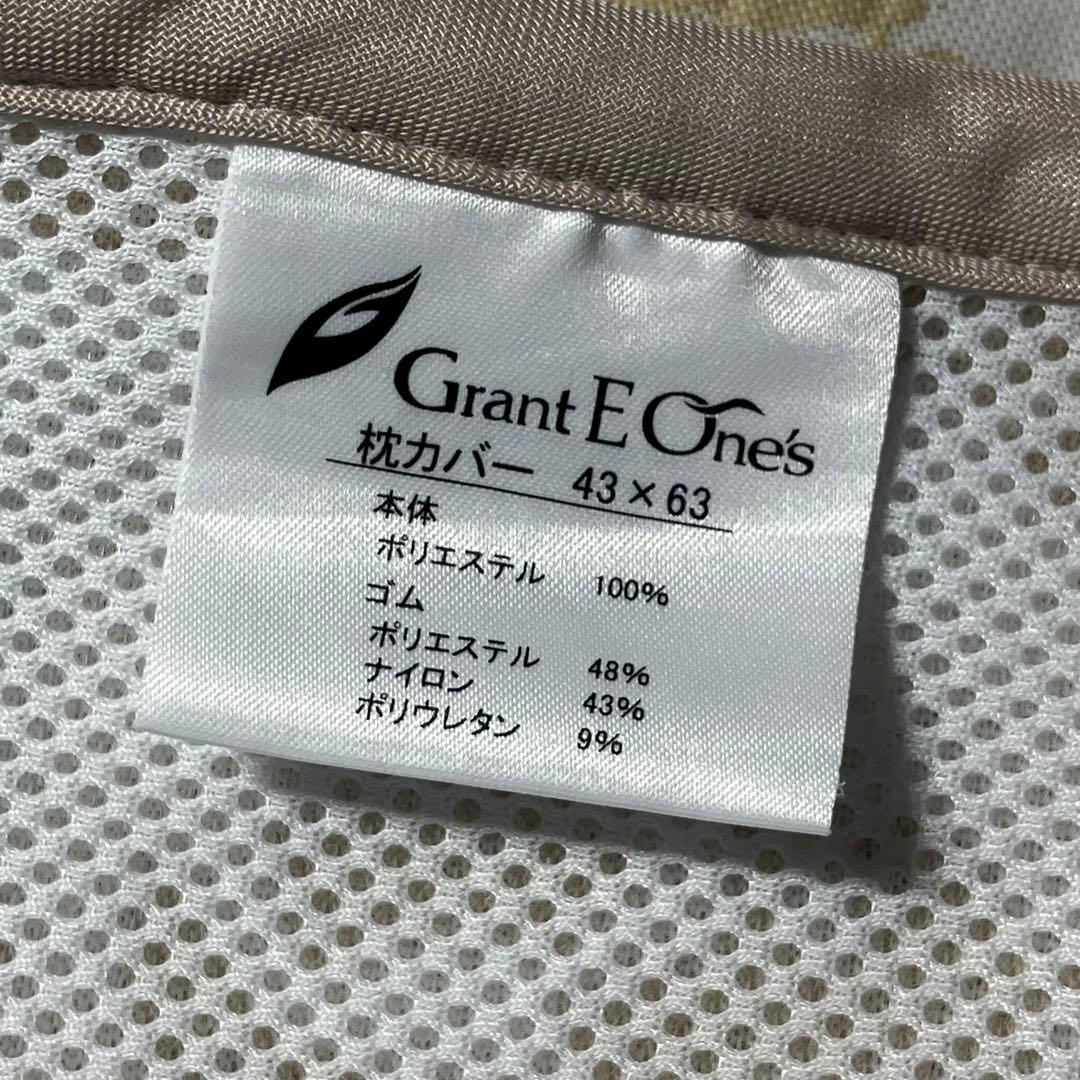 Grant E One's
枕カバー 43×63
本体
ポリエステル 100%
ゴム
ポリエステル 48%
ナイロン 43%
ポリウレタン 9%